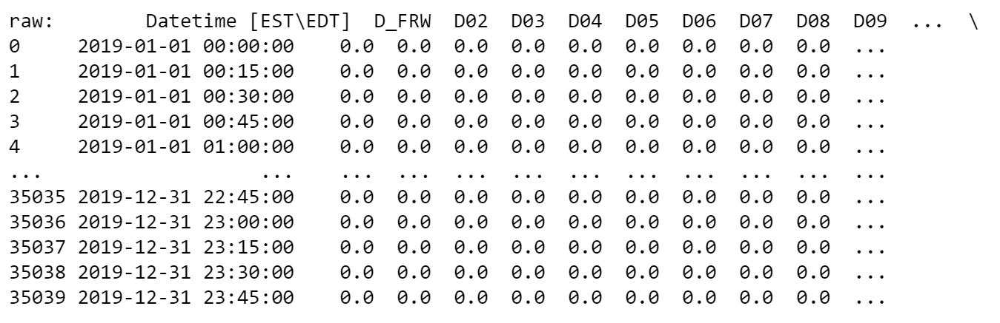 raw:        Datetime [EST\EDT]  D_FRW  D02  D03  D04  D05  D06  D07  D08  D09  ...  \
0     2019-01-01 00:00:00    0.0  0.0  0.0  0.0  0.0  0.0  0.0  0.0  0.0  ...
1     2019-01-01 00:15:00    0.0  0.0  0.0  0.0  0.0  0.0  0.0  0.0  0.0  ...
2     2019-01-01 00:30:00    0.0  0.0  0.0  0.0  0.0  0.0  0.0  0.0  0.0  ...
3     2019-01-01 00:45:00    0.0  0.0  0.0  0.0  0.0  0.0  0.0  0.0  0.0  ...
4     2019-01-01 01:00:00    0.0  0.0  0.0  0.0  0.0  0.0  0.0  0.0  0.0  ...
...                   ...    ...  ...  ...  ...  ...  ...  ...  ...  ...  ...
35035 2019-12-31 22:45:00    0.0  0.0  0.0  0.0  0.0  0.0  0.0  0.0  0.0  ...
35036 2019-12-31 23:00:00    0.0  0.0  0.0  0.0  0.0  0.0  0.0  0.0  0.0  ...
35037 2019-12-31 23:15:00    0.0  0.0  0.0  0.0  0.0  0.0  0.0  0.0  0.0  ...
35038 2019-12-31 23:30:00    0.0  0.0  0.0  0.0  0.0  0.0  0.0  0.0  0.0  ...
35039 2019-12-31 23:45:00    0.0  0.0  0.0  0.0  0.0  0.0  0.0  0.0  0.0  ...